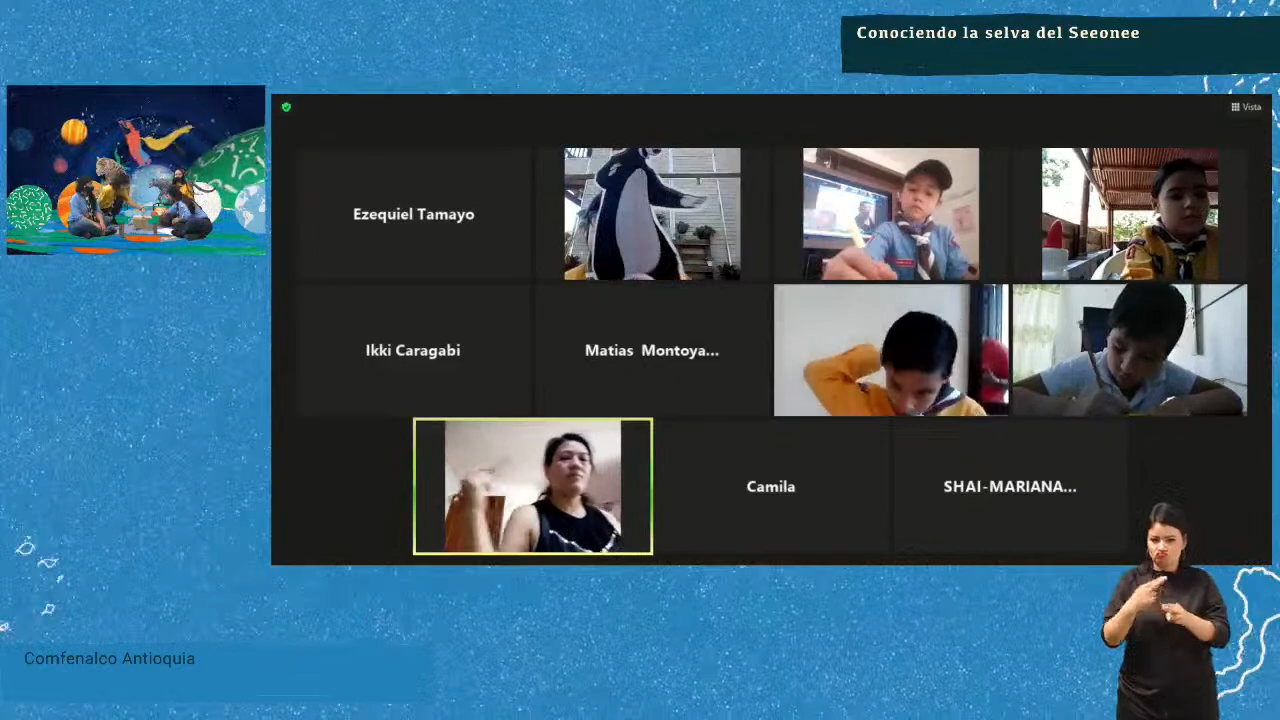 Conociendo la selva del Seeonee
Vista
Ezequiel Tamayo
Ikki Caragabi
Matias Montoya...
Camila
SHAI-MARIANA...
Comfenalco Antioquia